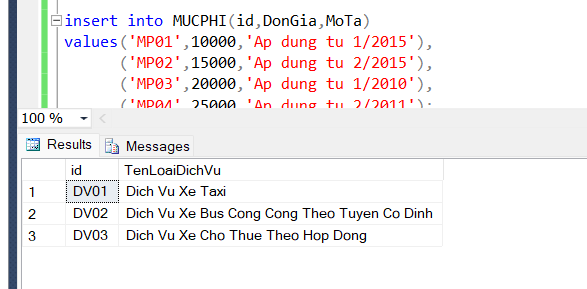 insert into MUCPHI(id,DonGia,MoTa)
values('MP01',10000,'Ap dung tu 1/2015'),
('MP02',15000,'Ap dung tu 2/2015'),
('MP03',20000,'Ap dung tu 1/2010'),
('MP04',25000,'Ap dung tu 2/2011');
100 %
Results Messages
id TenLoaiDichVu
1 DV01 Dich Vu Xe Taxi
2 DV02 Dich Vu Xe Bus Cong Cong Theo Tuyen Co Dinh
3 DV03 Dich Vu Xe Cho Thue Theo Hop Dong